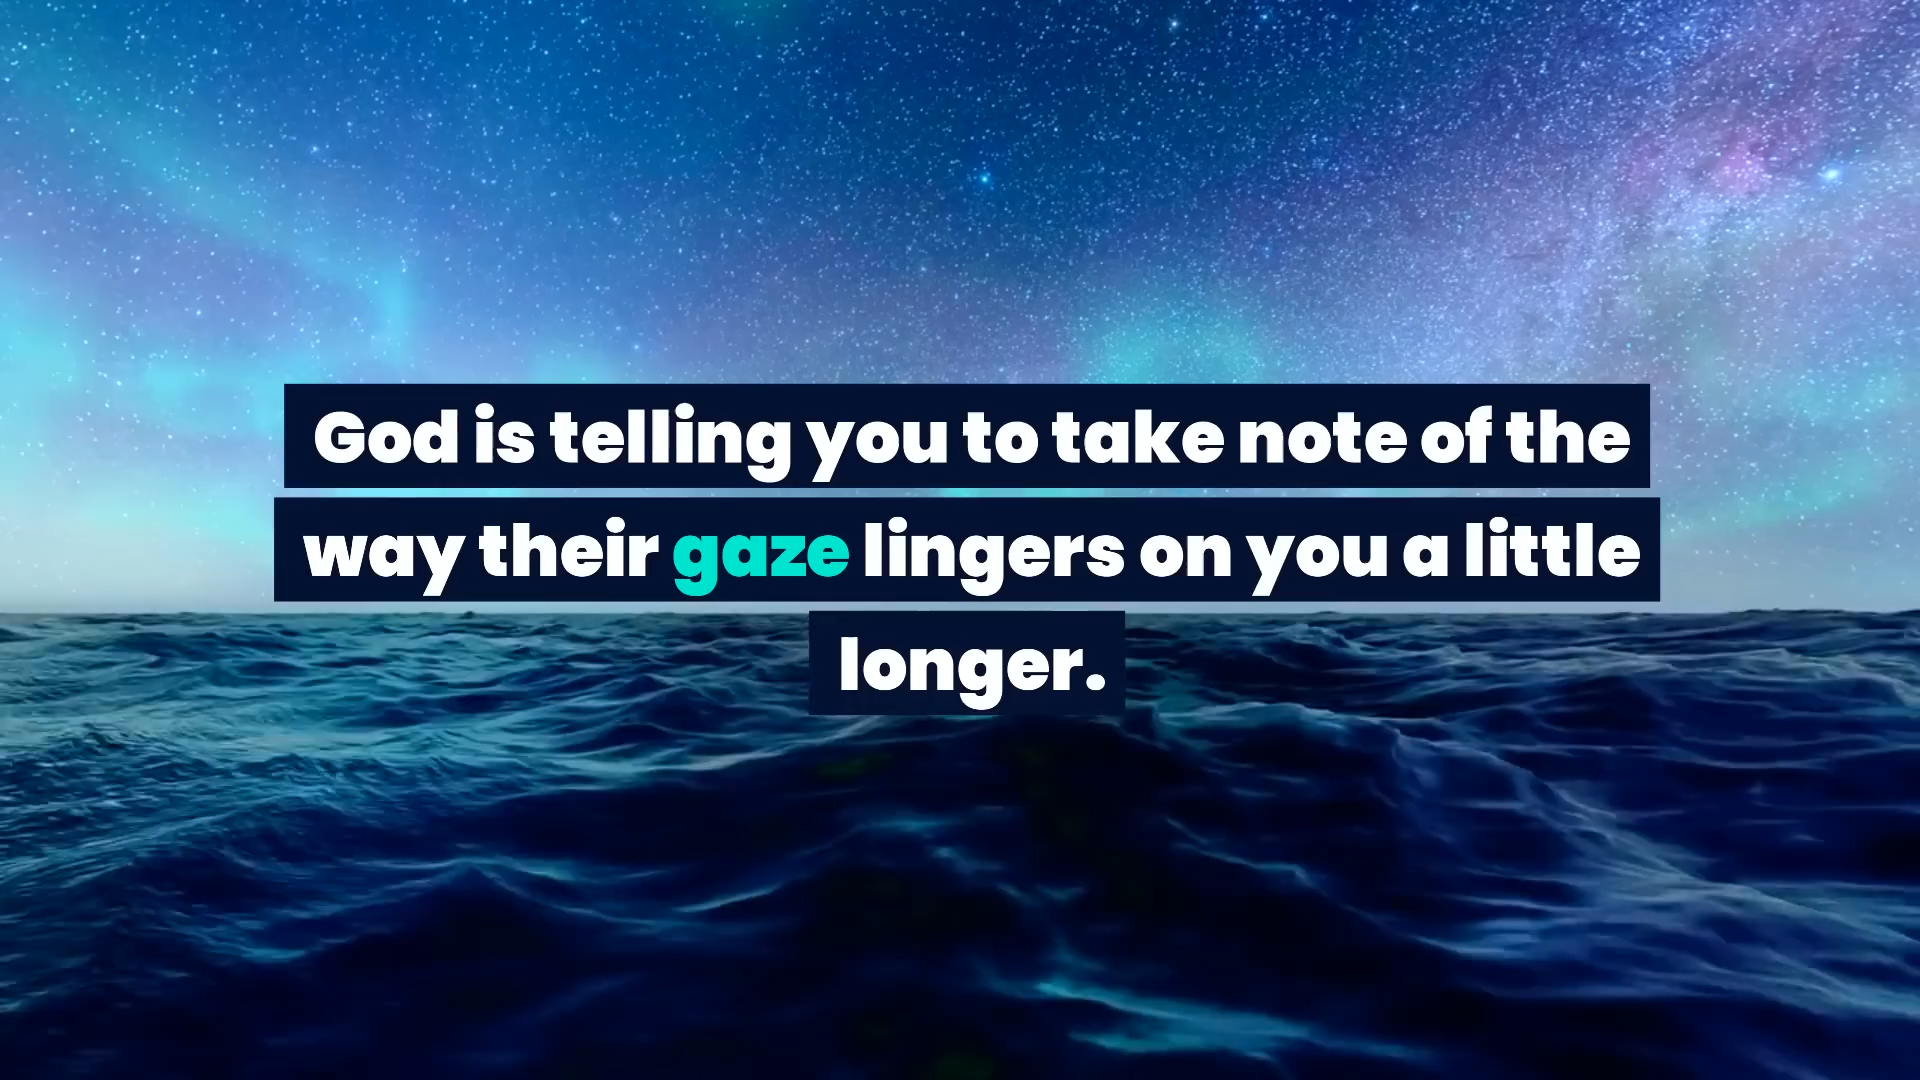 God is telling you to take note of the
way their gaze lingers on you a little
longer.